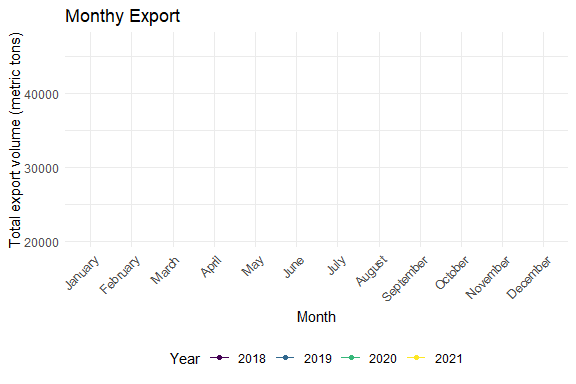 Monthy Export
Total export volume (metric tons)
40000
30000
20000
January February March April May June July August September October November December
Month
Year 2018 2019 2020 2021